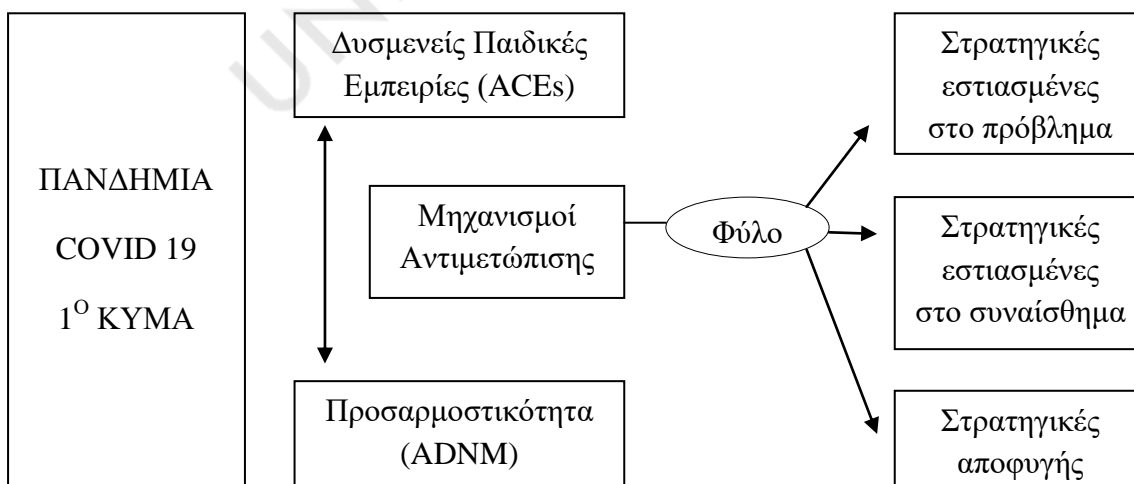 ΠΑΝΔΗΜΙΑ
COVID 19
1Ο ΚΥΜΑ
Δυσμενείς Παιδικές
Εμπειρίες (ACEs)
Μηχανισμοί
Αντιμετώπισης
Προσαρμοστικότητα
(ADNM)
Φύλο
Στρατηγικές
εστιασμένες
στο πρόβλημα
Στρατηγικές
εστιασμένες
στο συναίσθημα
Στρατηγικές
αποφυγής